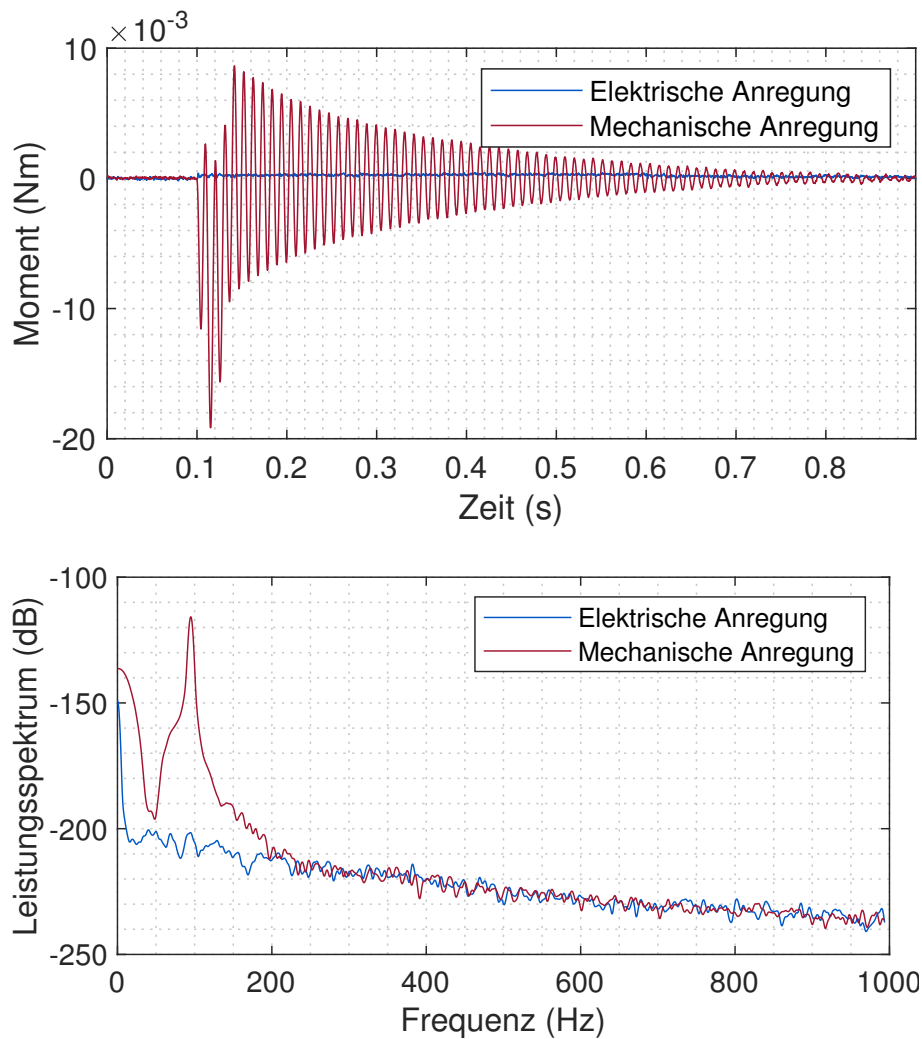 × 10⁻³
10
Elektrische Anregung
Mechanische Anregung
0
-10
-20
Moment (Nm)
0 0.1 0.2 0.3 0.4 0.5 0.6 0.7 0.8
Zeit (s)
-100
Elektrische Anregung
Mechanische Anregung
-150
-200
-250
Leistungsspektrum (dB)
0 200 400 600 800 1000
Frequenz (Hz)